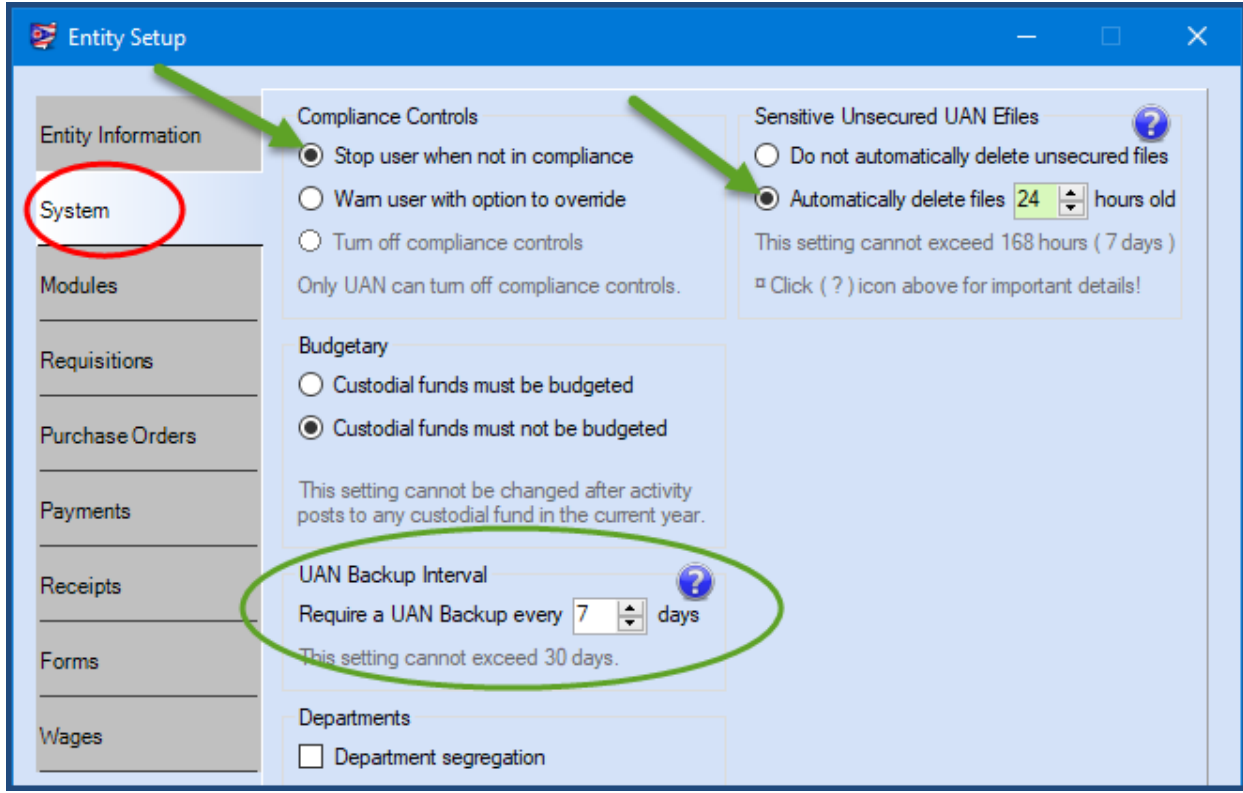 Entity Setup
Entity Information
System
Modules
Requisitions
Purchase Orders
Payments
Receipts
Forms
Wages
Compliance Controls
Stop user when not in compliance
Warn user with option to override
Turn off compliance controls
Only UAN can turn off compliance controls.
Sensitive Unsecured UAN Efiles
?
Do not automatically delete unsecured files
Automatically delete files 24 hours old
This setting cannot exceed 168 hours ( 7 days )
¤ Click ( ? ) icon above for important details!
Budgetary
Custodial funds must be budgeted
Custodial funds must not be budgeted
This setting cannot be changed after activity
posts to any custodial fund in the current year.
UAN Backup Interval
?
Require a UAN Backup every 7 days
This setting cannot exceed 30 days.
Departments
Department segregation